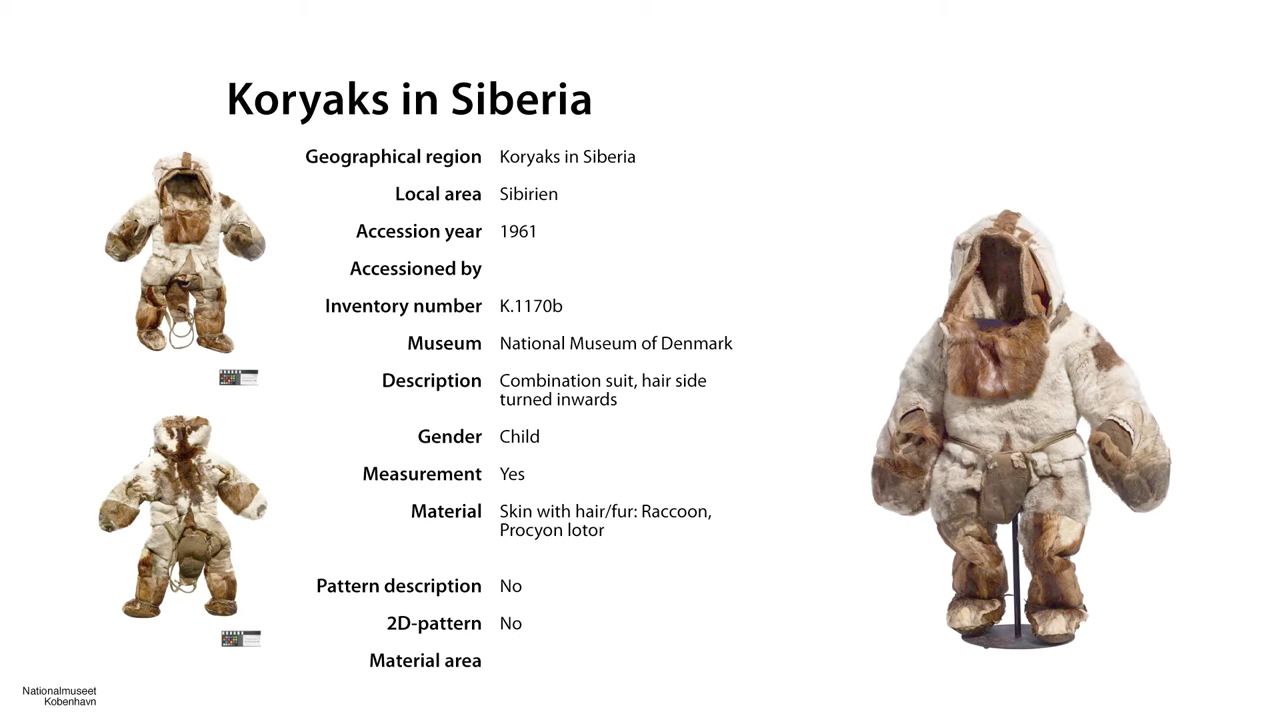 Koryaks in Siberia
Geographical region Koryaks in Siberia
Local area Sibirien
Accession year 1961
Accessioned by
Inventory number K.1170b
Museum National Museum of Denmark
Description Combination suit, hair side
turned inwards
Gender Child
Measurement Yes
Material Skin with hair/fur: Raccoon,
Procyon lotor
Pattern description No
2D-pattern No
Material area
Nationalmuseet
Kobenhavn